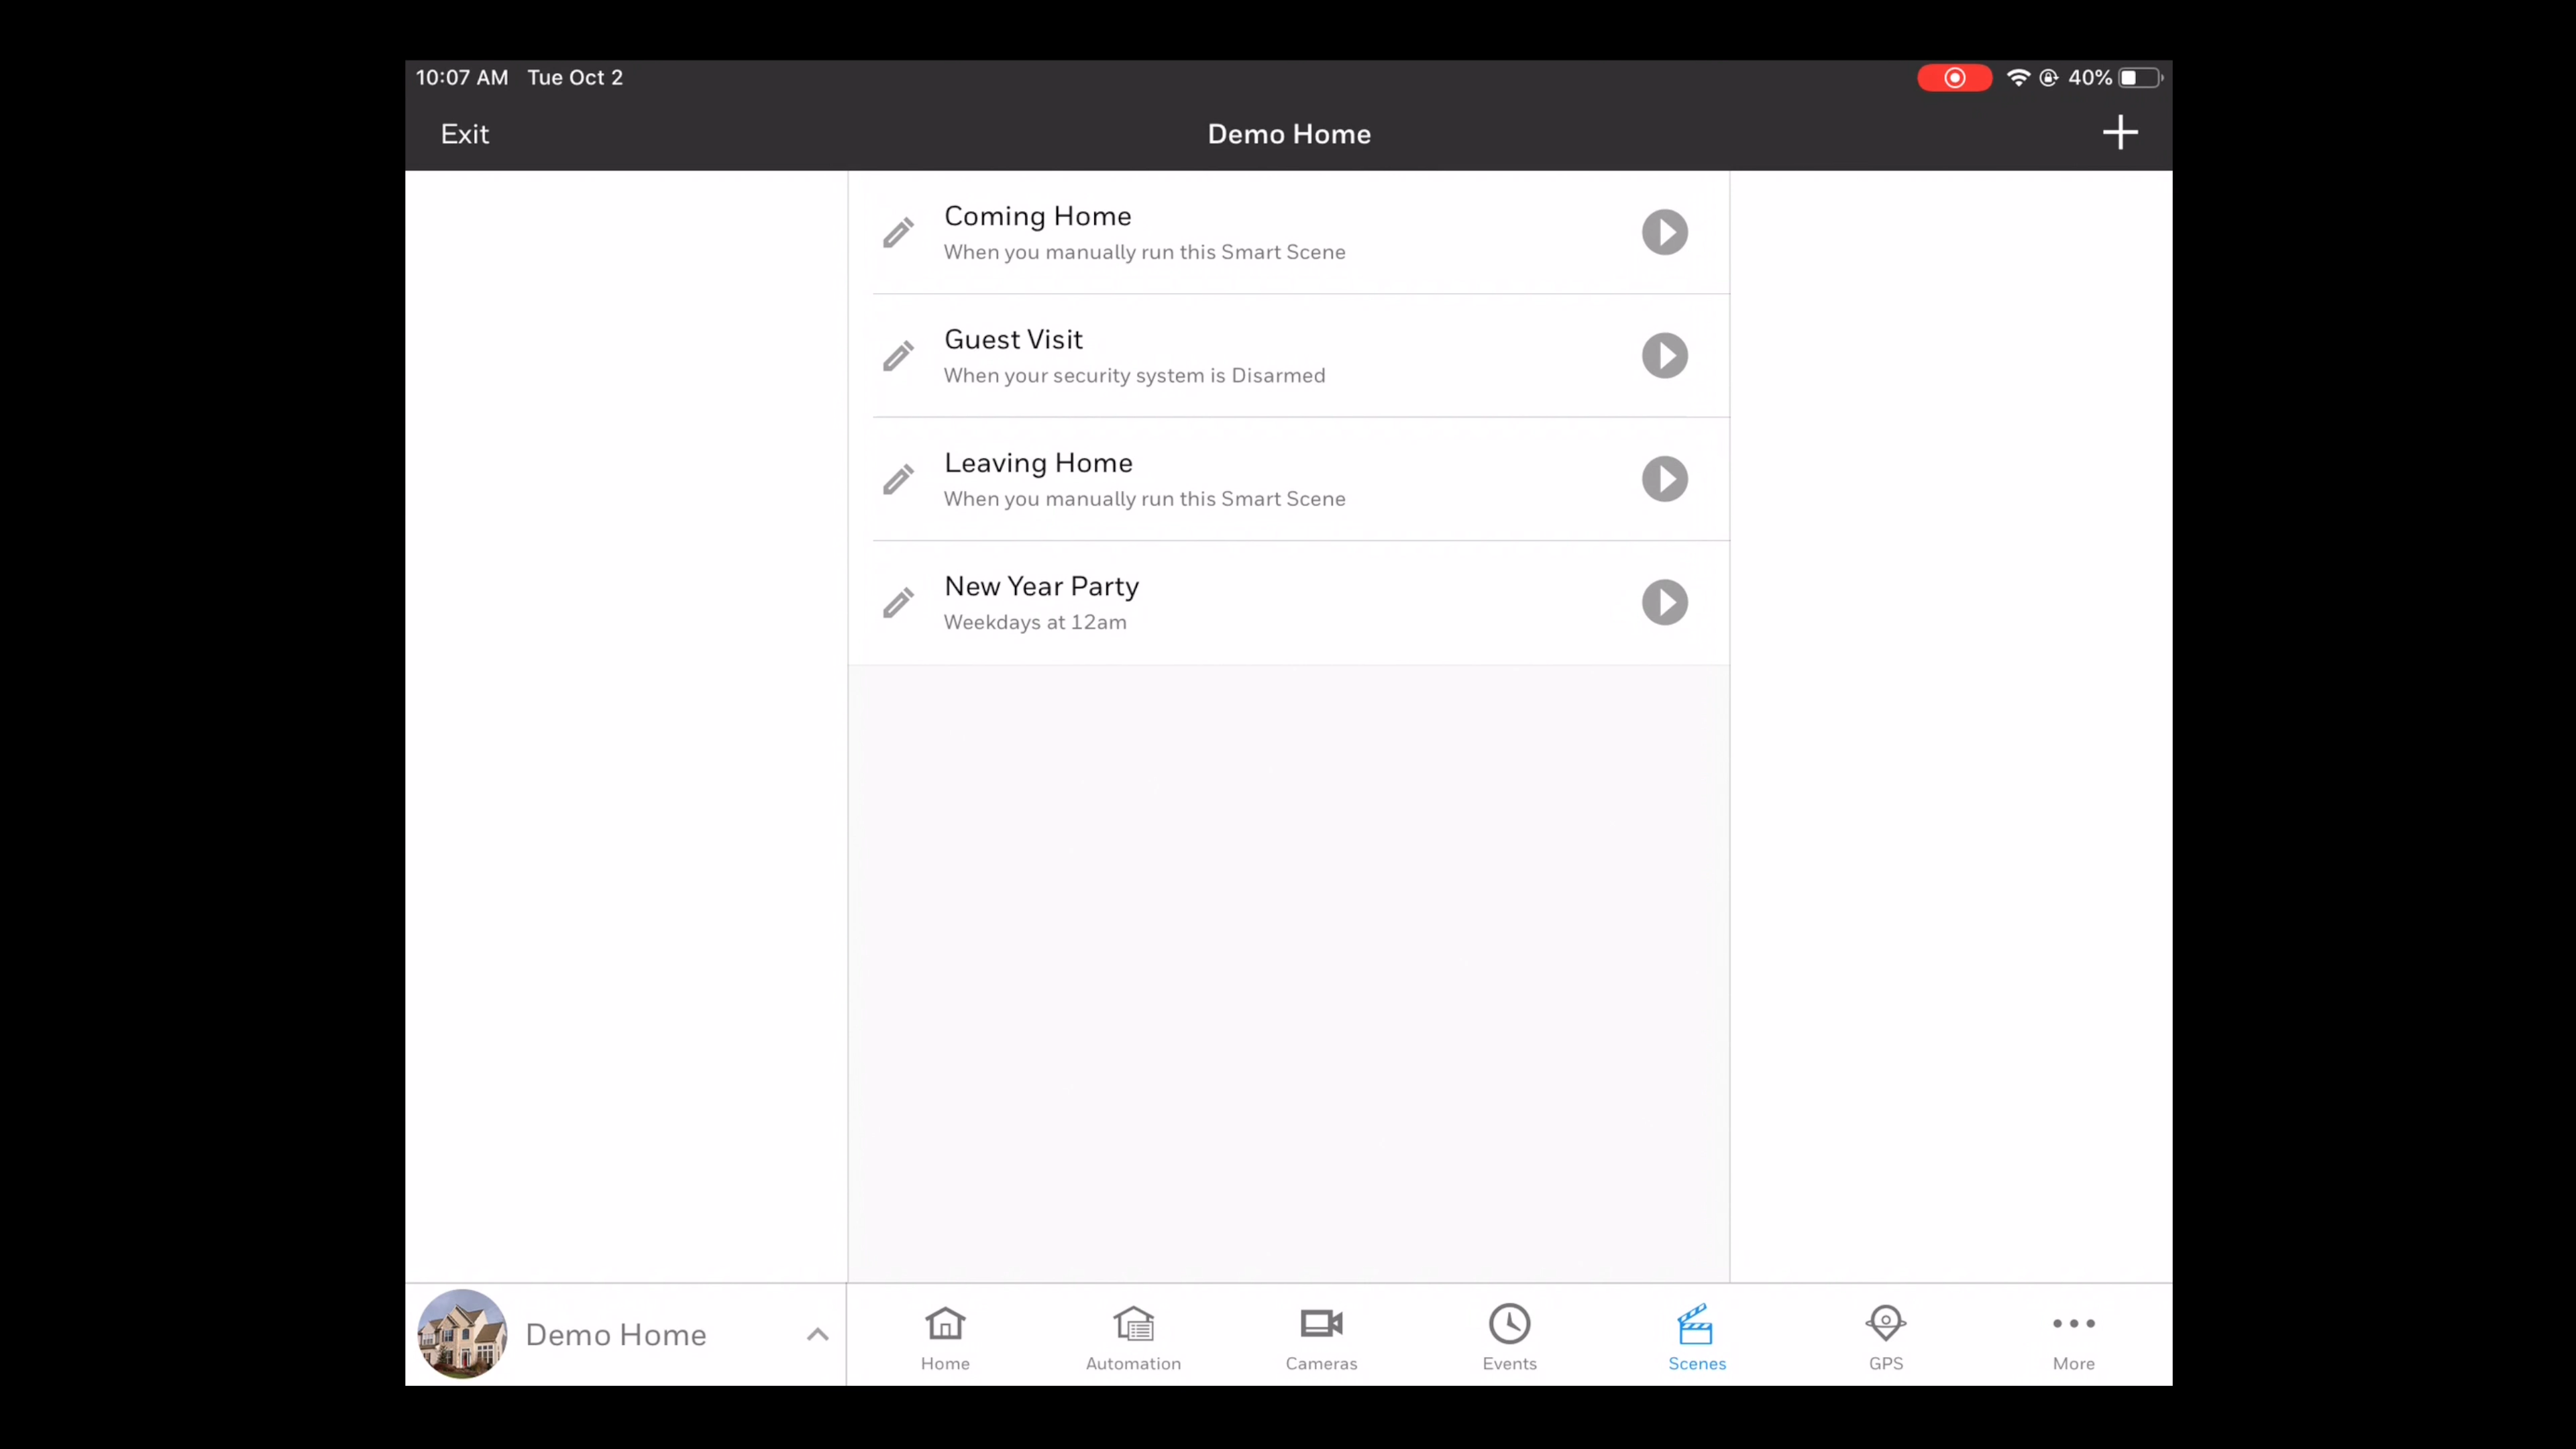 10:07 AM Tue Oct 2
40%
Exit
Demo Home
Coming Home
When you manually run this Smart Scene
Guest Visit
When your security system is Disarmed
Leaving Home
When you manually run this Smart Scene
New Year Party
Weekdays at 12am
Demo Home
Home
Automation
Cameras
Events
Scenes
GPS
More